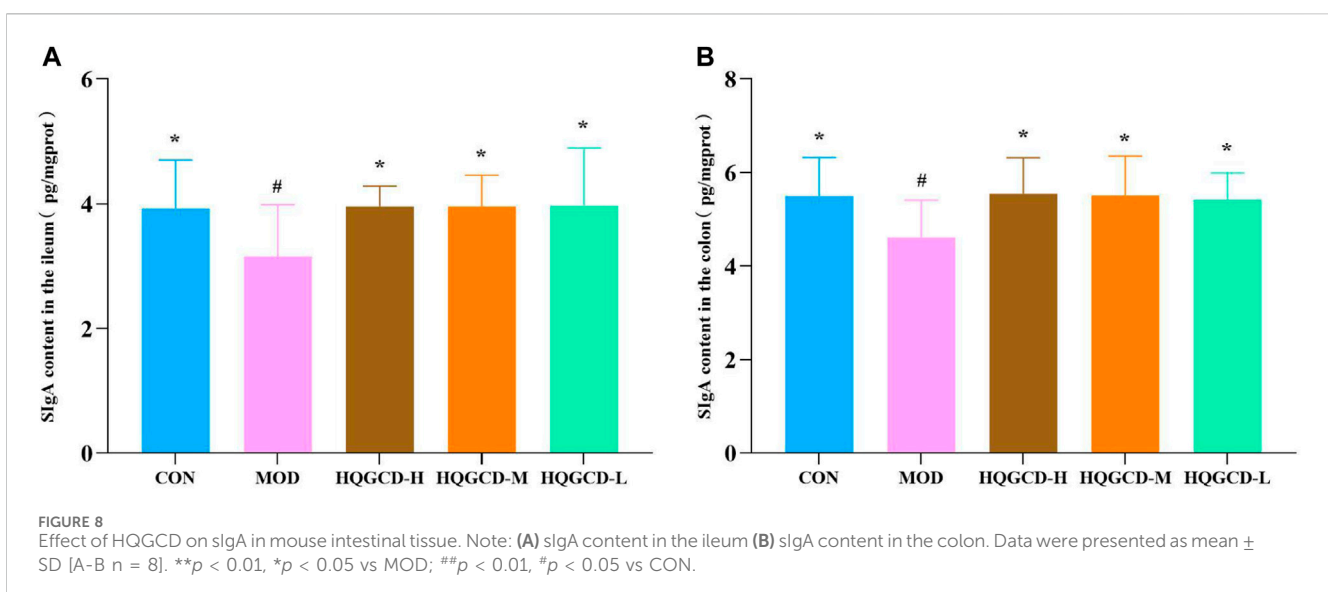 A
SIgA content in the ileum( pg/mgprot)
6
4
2
0
*
#
*
*
*
CON
MOD
HQGCD-H
HQGCD-M
HQGCD-L
B
SIgA content in the colon( pg/mgprot)
8
6
4
2
0
*
#
*
*
*
CON
MOD
HQGCD-H
HQGCD-M
HQGCD-L
FIGURE 8
Effect of HQGCD on sIgA in mouse intestinal tissue. Note: (A) sIgA content in the ileum (B) sIgA content in the colon. Data were presented as mean ±
SD [A-B n = 8]. **p < 0.01, *p < 0.05 vs MOD; ##p < 0.01, #p < 0.05 vs CON.